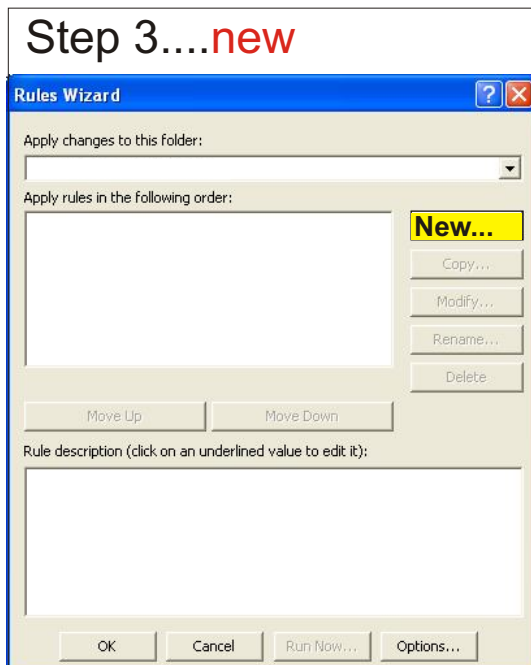 Step 3....new
Rules Wizard
Apply changes to this folder:
Apply rules in the following order:
New...
Copy...
Modify...
Rename...
Delete
Move Up Move Down
Rule description (click on an underlined value to edit it):
OK Cancel Run Now... Options...